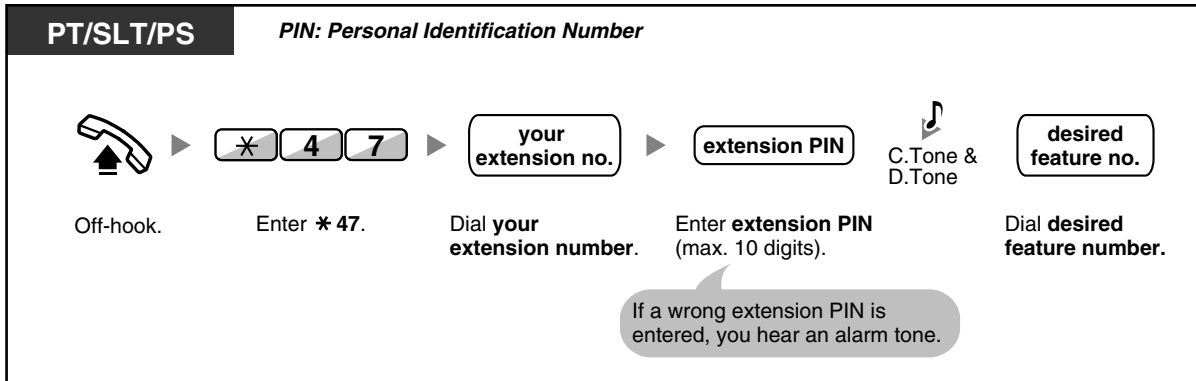 PT/SLT/PS
PIN: Personal Identification Number
* 4 7
your
extension no.
extension PIN
C.Tone &
D.Tone
desired
feature no.
Off-hook.
Enter * 47.
Dial your
extension number.
Enter extension PIN
(max. 10 digits).
Dial desired
feature number.
If a wrong extension PIN is
entered, you hear an alarm tone.